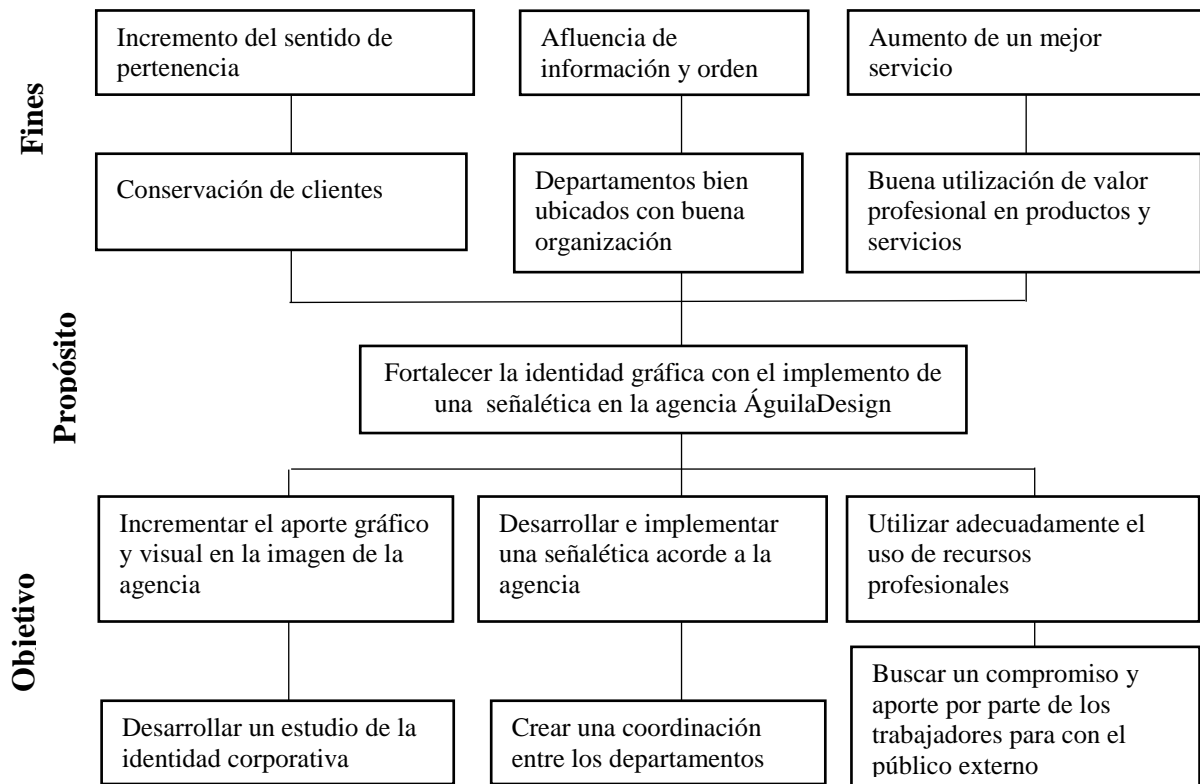 Fines
Incremento del sentido de
pertenencia
Afluencia de
información y orden
Aumento de un mejor
servicio
Conservación de clientes
Departamentos bien
ubicados con buena
organización
Buena utilización de valor
profesional en productos y
servicios
Propósito
Fortalecer la identidad gráfica con el implemento de
una señalética en la agencia ÁguilaDesign
Objetivo
Incrementar el aporte gráfico
y visual en la imagen de la
agencia
Desarrollar e implementar
una señalética acorde a la
agencia
Utilizar adecuadamente el
uso de recursos
profesionales
Desarrollar un estudio de la
identidad corporativa
Crear una coordinación
entre los departamentos
Buscar un compromiso y
aporte por parte de los
trabajadores para con el
público externo